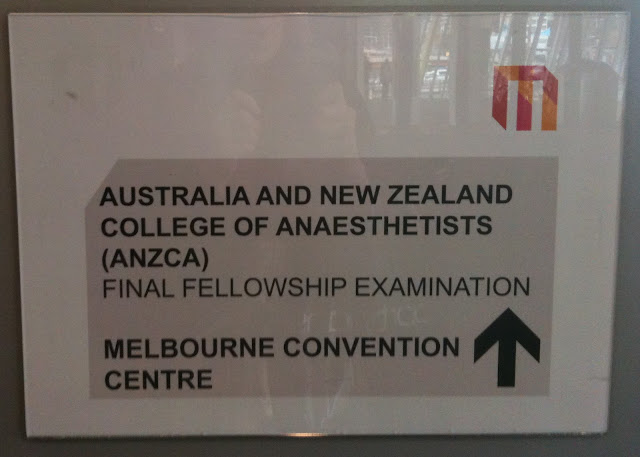 AUSTRALIA AND NEW ZEALAND
COLLEGE OF ANAESTHETISTS
(ANZCA)
FINAL FELLOWSHIP EXAMINATION
MELBOURNE CONVENTION
CENTRE